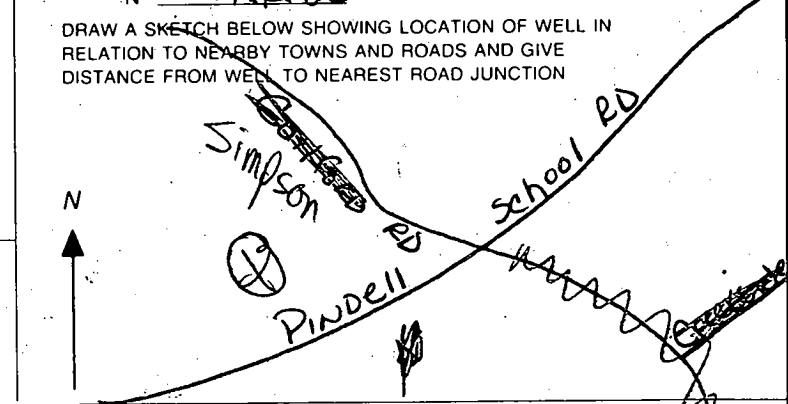 N
DRAW A SKETCH BELOW SHOWING LOCATION OF WELL IN
RELATION TO NEARBY TOWNS AND ROADS AND GIVE
DISTANCE FROM WELL TO NEAREST ROAD JUNCTION
Simpson RD
N
PINDELL SCHOOL RD